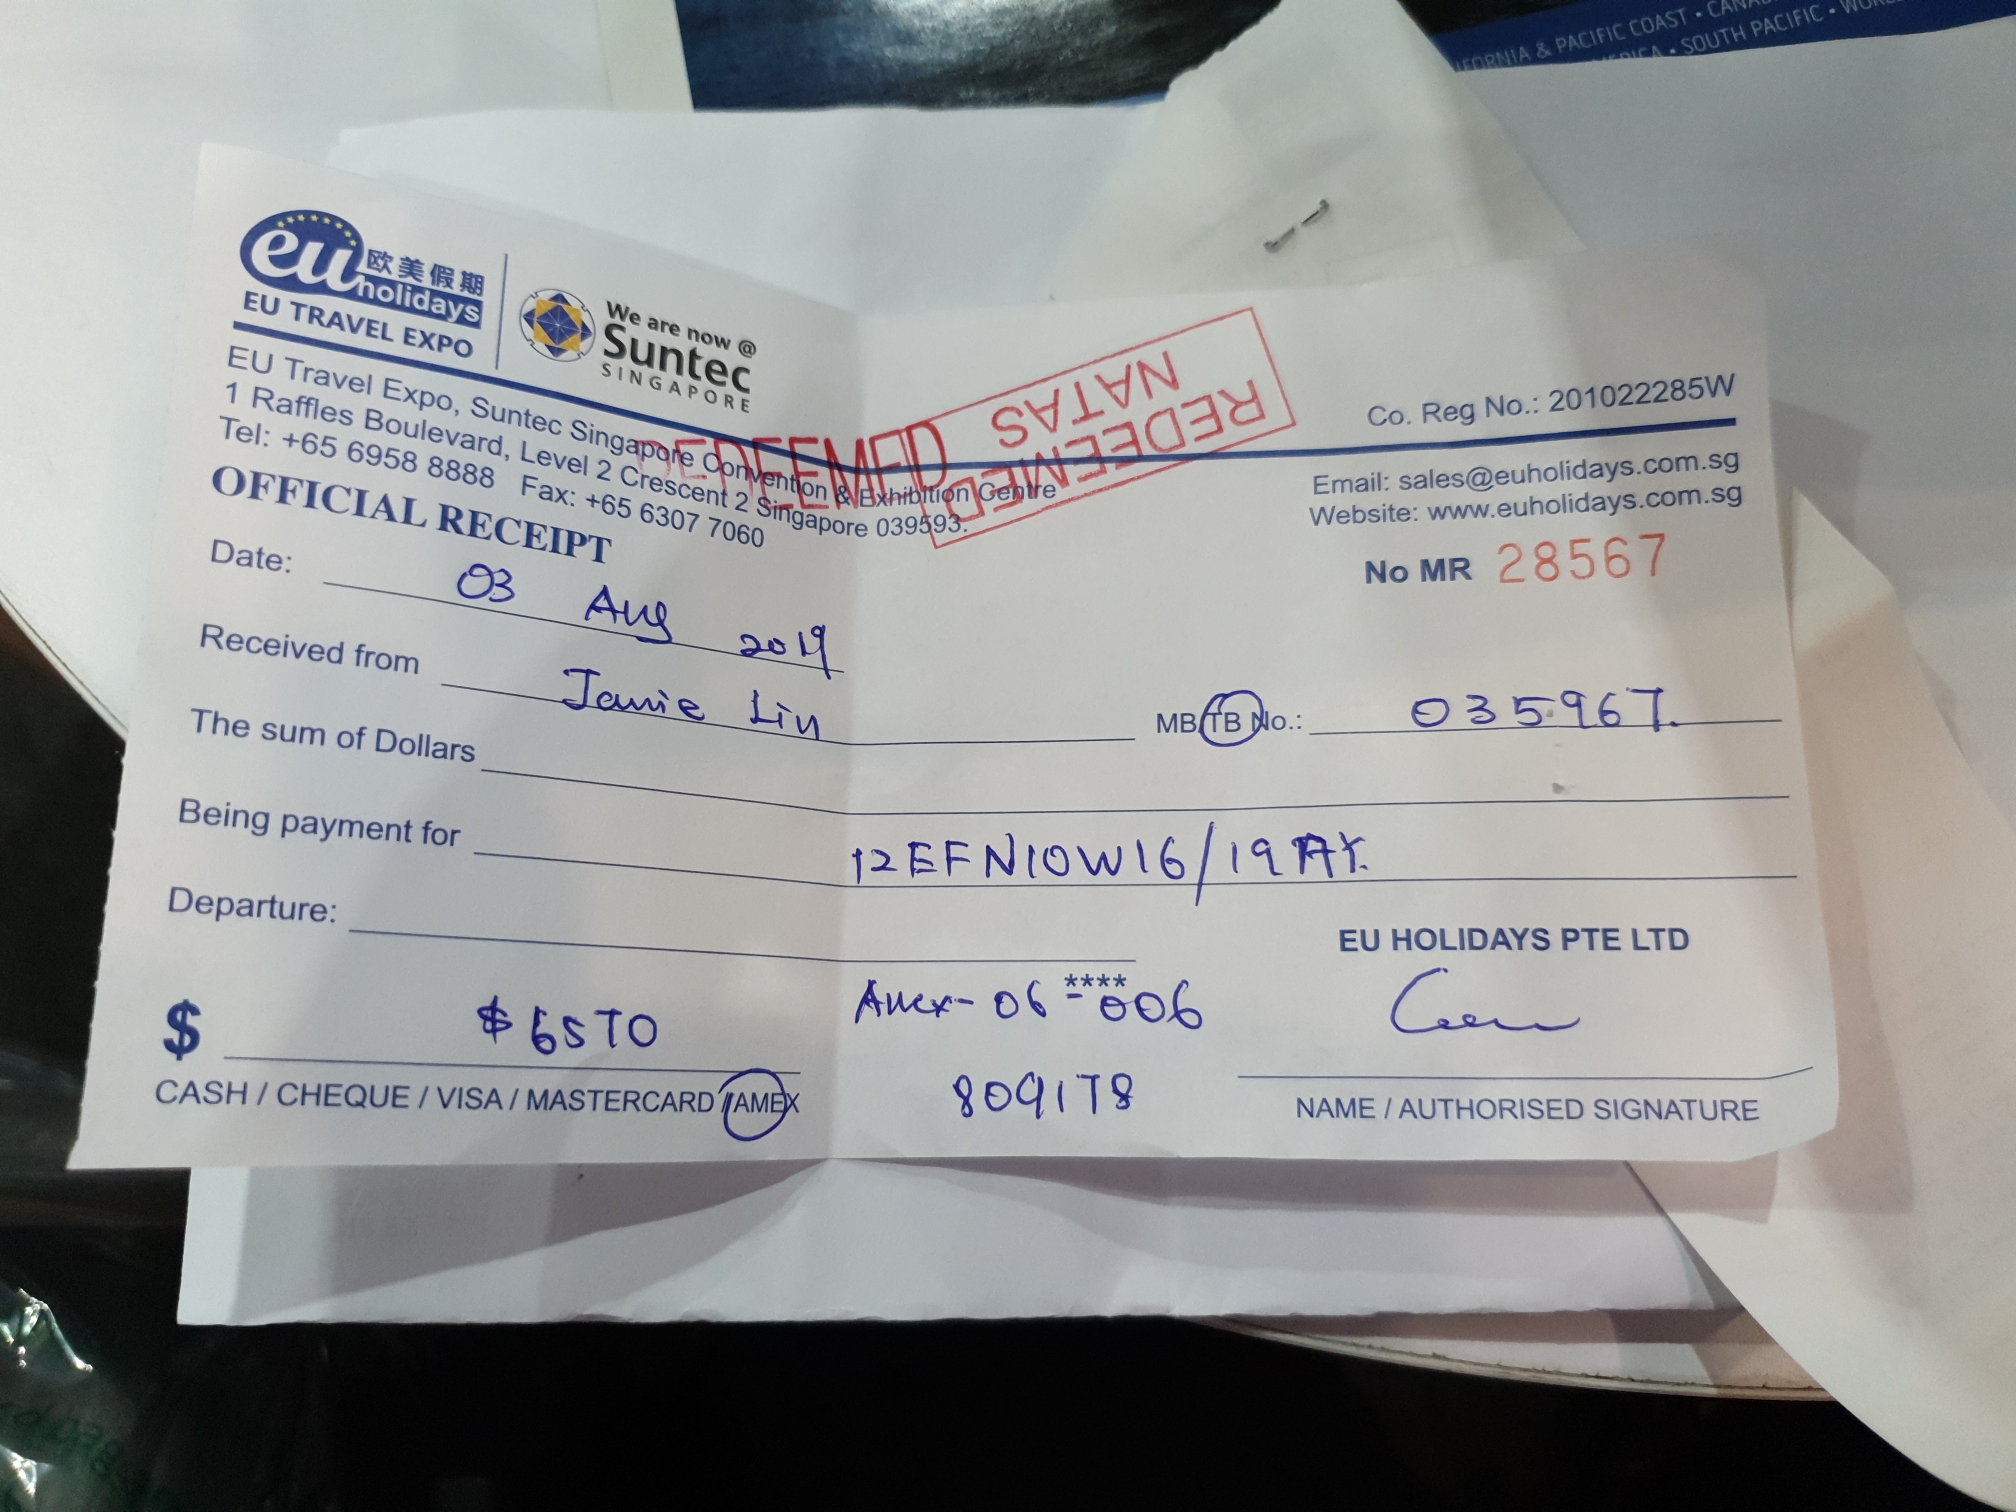 CALIFORNIA & PACIFIC COAST •
• SOUTH PACIFIC •
eu holidays 欧美假期
EU TRAVEL EXPO
We are now @
Suntec
SINGAPORE
REDEEMED
NATAS
REDEEMED
EU Travel Expo, Suntec Singapore Convention & Exhibition Centre
1 Raffles Boulevard, Level 2 Crescent 2 Singapore 039593.
Tel: +65 6958 8888 Fax: +65 6307 7060
Co. Reg No.: 201022285W
Email: sales@euholidays.com.sg
Website: www.euholidays.com.sg
OFFICIAL RECEIPT
No MR 28567
Date: 03 Aug 2019
Received from Jamie Lin MB/TB No.: 035967.
The sum of Dollars
Being payment for 12EFN10W16/19AY.
Departure:
EU HOLIDAYS PTE LTD
$ $6570 Amex-06****-006
CASH / CHEQUE / VISA / MASTERCARD / AMEX 809178
NAME / AUTHORISED SIGNATURE